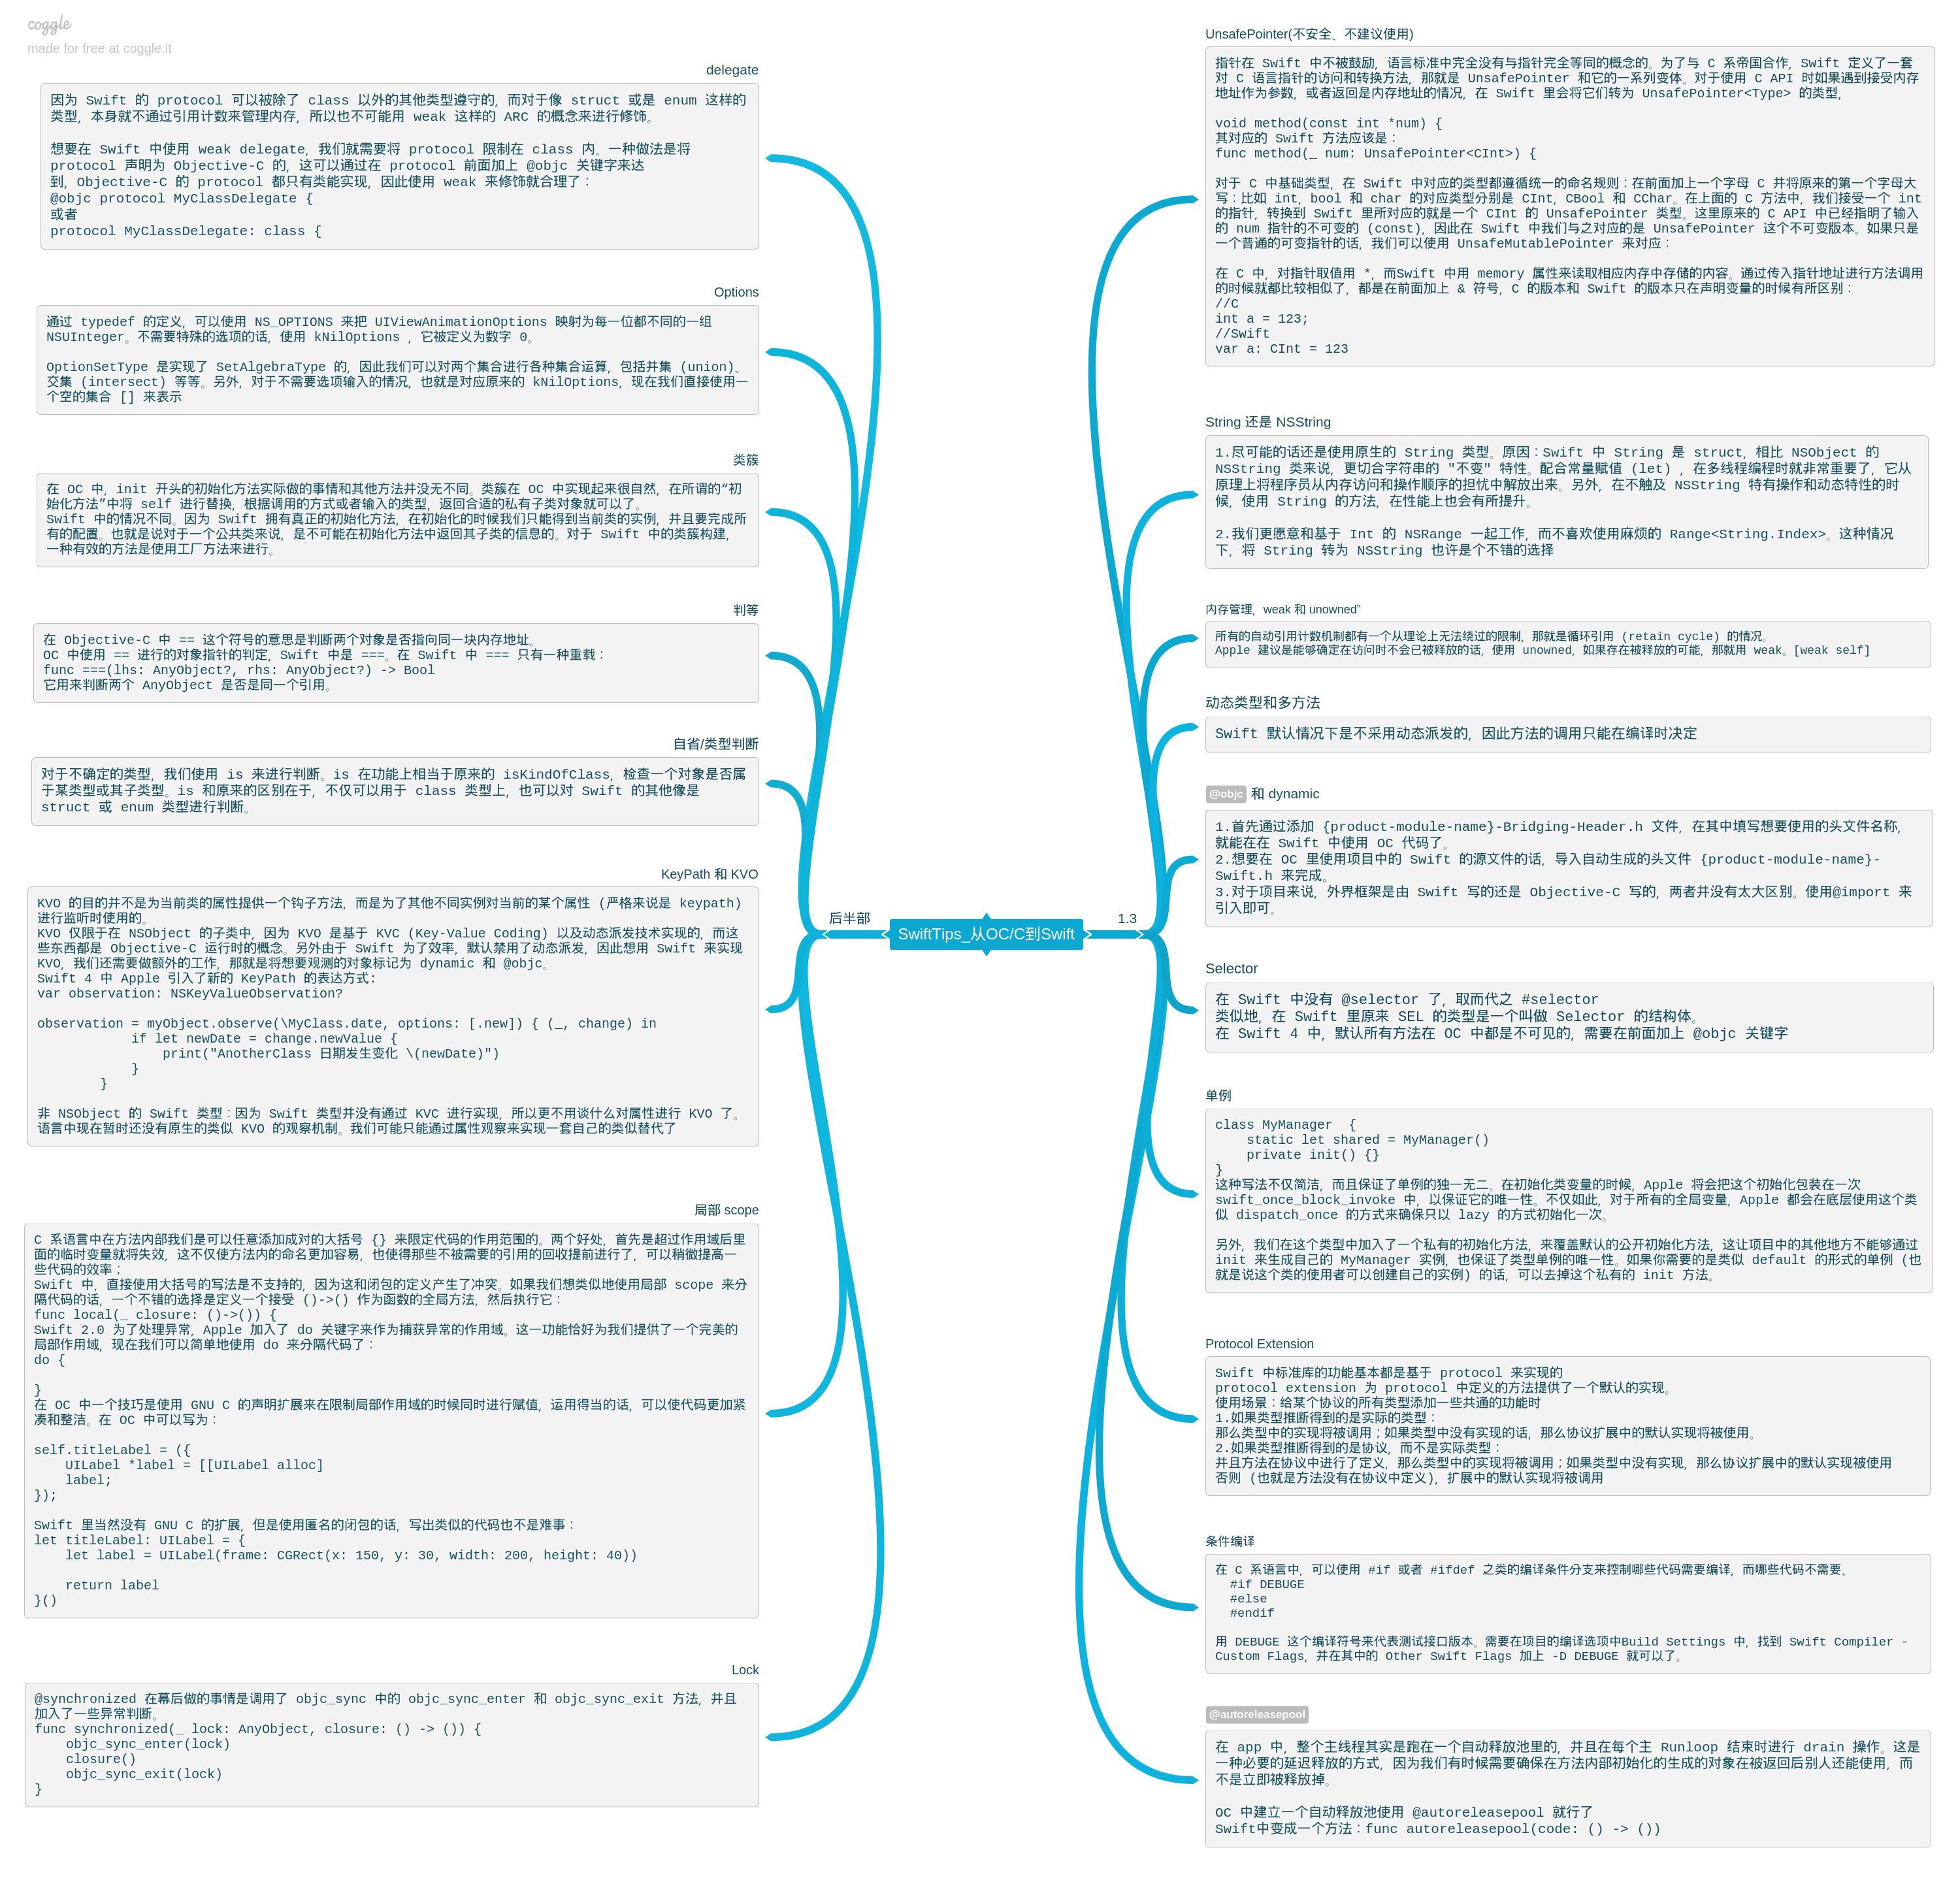 coggle
made for free at coggle.it
SwiftTips_从OC/C到Swift
1.3
UnsafePointer(不安全、不建议使用)
指针在 Swift 中不被鼓励，语言标准中完全没有与指针完全等同的概念的。为了与 C 系帝国合作，Swift 定义了一套
对 C 语言指针的访问和转换方法，那就是 UnsafePointer 和它的一系列变体。对于使用 C API 时如果遇到接受内存
地址作为参数，或者返回是内存地址的情况，在 Swift 里会将它们转为 UnsafePointer<Type> 的类型，
void method(const int *num) {
其对应的 Swift 方法应该是：
func method(_ num: UnsafePointer<CInt>) {
对于 C 中基础类型，在 Swift 中对应的类型都遵循统一的命名规则：在前面加上一个字母 C 并将原来的第一个字母大
写：比如 int，bool 和 char 的对应类型分别是 CInt，CBool 和 CChar。在上面的 C 方法中，我们接受一个 int
的指针，转换到 Swift 里所对应的就是一个 CInt 的 UnsafePointer 类型。这里原来的 C API 中已经指明了输入
的 num 指针的不可变的 (const)，因此在 Swift 中我们与之对应的是 UnsafePointer 这个不可变版本。如果只是
一个普通的可变指针的话，我们可以使用 UnsafeMutablePointer 来对应：
在 C 中，对指针取值用 *，而Swift 中用 memory 属性来读取相应内存中存储的内容。通过传入指针地址进行方法调用
的时候就都比较相似了，都是在前面加上 & 符号，C 的版本和 Swift 的版本只在声明变量的时候有所区别：
//C
int a = 123;
//Swift
var a: CInt = 123
String 还是 NSString
1.尽可能的话还是使用原生的 String 类型。原因：Swift 中 String 是 struct，相比 NSObject 的
NSString 类来说，更切合字符串的 "不变" 特性。配合常量赋值 (let) ，在多线程编程时就非常重要了，它从
原理上将程序员从内存访问和操作顺序的担忧中解放出来。另外，在不触及 NSString 特有操作和动态特性的时
候，使用 String 的方法，在性能上也会有所提升。
2.我们更愿意和基于 Int 的 NSRange 一起工作，而不喜欢使用麻烦的 Range<String.Index>。这种情况
下，将 String 转为 NSString 也许是个不错的选择
内存管理，weak 和 unowned”
所有的自动引用计数机制都有一个从理论上无法绕过的限制，那就是循环引用 (retain cycle) 的情况。
Apple 建议是能够确定在访问时不会已被释放的话，使用 unowned，如果存在被释放的可能，那就用 weak。[weak self]
动态类型和多方法
Swift 默认情况下是不采用动态派发的，因此方法的调用只能在编译时决定
@objc 和 dynamic
1.首先通过添加 {product-module-name}-Bridging-Header.h 文件，在其中填写想要使用的头文件名称，
就能在在 Swift 中使用 OC 代码了。
2.想要在 OC 里使用项目中的 Swift 的源文件的话，导入自动生成的头文件 {product-module-name}-
Swift.h 来完成。
3.对于项目来说，外界框架是由 Swift 写的还是 Objective-C 写的，两者并没有太大区别。使用@import 来
引入即可。
Selector
在 Swift 中没有 @selector 了，取而代之 #selector
类似地，在 Swift 里原来 SEL 的类型是一个叫做 Selector 的结构体。
在 Swift 4 中，默认所有方法在 OC 中都是不可见的，需要在前面加上 @objc 关键字
单例
class MyManager  {
    static let shared = MyManager()
    private init() {}
}
这种写法不仅简洁，而且保证了单例的独一无二。在初始化类变量的时候，Apple 将会把这个初始化包装在一次
swift_once_block_invoke 中，以保证它的唯一性。不仅如此，对于所有的全局变量，Apple 都会在底层使用这个类
似 dispatch_once 的方式来确保只以 lazy 的方式初始化一次。
另外，我们在这个类型中加入了一个私有的初始化方法，来覆盖默认的公开初始化方法，这让项目中的其他地方不能够通过
init 来生成自己的 MyManager 实例，也保证了类型单例的唯一性。如果你需要的是类似 default 的形式的单例 (也
就是说这个类的使用者可以创建自己的实例) 的话，可以去掉这个私有的 init 方法。
Protocol Extension
Swift 中标准库的功能基本都是基于 protocol 来实现的
protocol extension 为 protocol 中定义的方法提供了一个默认的实现。
使用场景：给某个协议的所有类型添加一些共通的功能时
1.如果类型推断得到的是实际的类型：
那么类型中的实现将被调用；如果类型中没有实现的话，那么协议扩展中的默认实现将被使用。
2.如果类型推断得到的是协议，而不是实际类型：
并且方法在协议中进行了定义，那么类型中的实现将被调用；如果类型中没有实现，那么协议扩展中的默认实现将被使用
否则 (也就是方法没有在协议中定义)，扩展中的默认实现将被调用
条件编译
在 C 系语言中，可以使用 #if 或者 #ifdef 之类的编译条件分支来控制哪些代码需要编译，而哪些代码不需要。
  #if DEBUGE
  #else
  #endif
用 DEBUGE 这个编译符号来代表测试接口版本。需要在项目的编译选项中Build Settings 中，找到 Swift Compiler -
Custom Flags，并在其中的 Other Swift Flags 加上 -D DEBUGE 就可以了。
@autoreleasepool
在 app 中，整个主线程其实是跑在一个自动释放池里的，并且在每个主 Runloop 结束时进行 drain 操作。这是
一种必要的延迟释放的方式，因为我们有时候需要确保在方法内部初始化的生成的对象在被返回后别人还能使用，而
不是立即被释放掉。
OC 中建立一个自动释放池使用 @autoreleasepool 就行了
Swift中变成一个方法：func autoreleasepool(code: () -> ())
后半部
delegate
因为 Swift 的 protocol 可以被除了 class 以外的其他类型遵守的，而对于像 struct 或是 enum 这样的
类型，本身就不通过引用计数来管理内存，所以也不可能用 weak 这样的 ARC 的概念来进行修饰。
想要在 Swift 中使用 weak delegate，我们就需要将 protocol 限制在 class 内。一种做法是将
protocol 声明为 Objective-C 的，这可以通过在 protocol 前面加上 @objc 关键字来达
到，Objective-C 的 protocol 都只有类能实现，因此使用 weak 来修饰就合理了：
@objc protocol MyClassDelegate {
或者
protocol MyClassDelegate: class {
Options
通过 typedef 的定义，可以使用 NS_OPTIONS 来把 UIViewAnimationOptions 映射为每一位都不同的一组
NSUInteger。不需要特殊的选项的话，使用 kNilOptions ，它被定义为数字 0。
OptionSetType 是实现了 SetAlgebraType 的，因此我们可以对两个集合进行各种集合运算，包括并集 (union)、
交集 (intersect) 等等。另外，对于不需要选项输入的情况，也就是对应原来的 kNilOptions，现在我们直接使用一
个空的集合 [] 来表示
类簇
在 OC 中，init 开头的初始化方法实际做的事情和其他方法并没无不同。类簇在 OC 中实现起来很自然，在所谓的“初
始化方法”中将 self 进行替换，根据调用的方式或者输入的类型，返回合适的私有子类对象就可以了。
Swift 中的情况不同。因为 Swift 拥有真正的初始化方法，在初始化的时候我们只能得到当前类的实例，并且要完成所
有的配置。也就是说对于一个公共类来说，是不可能在初始化方法中返回其子类的信息的。对于 Swift 中的类簇构建，
一种有效的方法是使用工厂方法来进行。
判等
在 Objective-C 中 == 这个符号的意思是判断两个对象是否指向同一块内存地址。
OC 中使用 == 进行的对象指针的判定，Swift 中是 ===。在 Swift 中 === 只有一种重载：
func ===(lhs: AnyObject?, rhs: AnyObject?) -> Bool
它用来判断两个 AnyObject 是否是同一个引用。
自省/类型判断
对于不确定的类型，我们使用 is 来进行判断。is 在功能上相当于原来的 isKindOfClass，检查一个对象是否属
于某类型或其子类型。is 和原来的区别在于，不仅可以用于 class 类型上，也可以对 Swift 的其他像是
struct 或 enum 类型进行判断。
KeyPath 和 KVO
KVO 的目的并不是为当前类的属性提供一个钩子方法，而是为了其他不同实例对当前的某个属性 (严格来说是 keypath)
进行监听时使用的。
KVO 仅限于在 NSObject 的子类中，因为 KVO 是基于 KVC (Key-Value Coding) 以及动态派发技术实现的，而这
些东西都是 Objective-C 运行时的概念。另外由于 Swift 为了效率，默认禁用了动态派发，因此想用 Swift 来实现
KVO，我们还需要做额外的工作，那就是将想要观测的对象标记为 dynamic 和 @objc。
Swift 4 中 Apple 引入了新的 KeyPath 的表达方式:
var observation: NSKeyValueObservation?
observation = myObject.observe(\MyClass.date, options: [.new]) { (_, change) in
            if let newDate = change.newValue {
                print("AnotherClass 日期发生变化 \(newDate)")
            }
        }
非 NSObject 的 Swift 类型：因为 Swift 类型并没有通过 KVC 进行实现，所以更不用谈什么对属性进行 KVO 了。
语言中现在暂时还没有原生的类似 KVO 的观察机制。我们可能只能通过属性观察来实现一套自己的类似替代了
局部 scope
C 系语言中在方法内部我们是可以任意添加成对的大括号 {} 来限定代码的作用范围的。两个好处，首先是超过作用域后里
面的临时变量就将失效，这不仅使方法内的命名更加容易，也使得那些不被需要的引用的回收提前进行了，可以稍微提高一
些代码的效率；
Swift 中，直接使用大括号的写法是不支持的，因为这和闭包的定义产生了冲突。如果我们想类似地使用局部 scope 来分
隔代码的话，一个不错的选择是定义一个接受 ()->() 作为函数的全局方法，然后执行它：
func local(_ closure: ()->()) {
Swift 2.0 为了处理异常，Apple 加入了 do 关键字来作为捕获异常的作用域。这一功能恰好为我们提供了一个完美的
局部作用域，现在我们可以简单地使用 do 来分隔代码了：
do {
}
在 OC 中一个技巧是使用 GNU C 的声明扩展来在限制局部作用域的时候同时进行赋值，运用得当的话，可以使代码更加紧
凑和整洁。在 OC 中可以写为：
self.titleLabel = ({
    UILabel *label = [[UILabel alloc]
    label;
});
Swift 里当然没有 GNU C 的扩展，但是使用匿名的闭包的话，写出类似的代码也不是难事：
let titleLabel: UILabel = {
    let label = UILabel(frame: CGRect(x: 150, y: 30, width: 200, height: 40))
    return label
}()
Lock
@synchronized 在幕后做的事情是调用了 objc_sync 中的 objc_sync_enter 和 objc_sync_exit 方法，并且
加入了一些异常判断。
func synchronized(_ lock: AnyObject, closure: () -> ()) {
    objc_sync_enter(lock)
    closure()
    objc_sync_exit(lock)
}